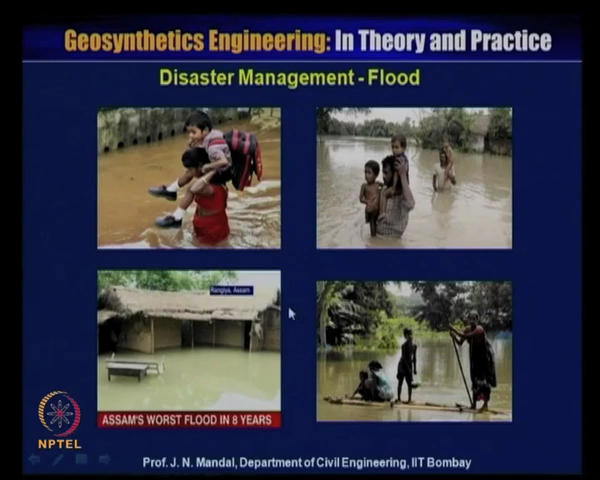 Geosynthetics Engineering: In Theory and Practice
Disaster Management - Flood
Rangiya, Assam
ASSAM'S WORST FLOOD IN 8 YEARS
NPTEL
Prof. J. N. Mandal, Department of Civil Engineering, IIT Bombay